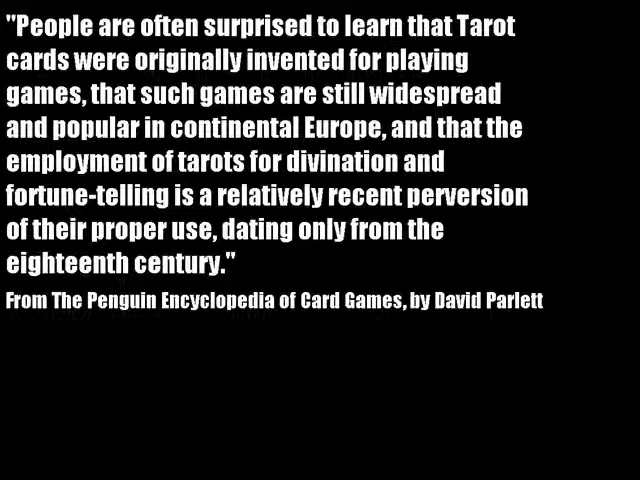 "People are often surprised to learn that Tarot
cards were originally invented for playing
games, that such games are still widespread
and popular in continental Europe, and that the
employment of tarots for divination and
fortune-telling is a relatively recent perversion
of their proper use, dating only from the
eighteenth century."
From The Penguin Encyclopedia of Card Games, by David Parlett